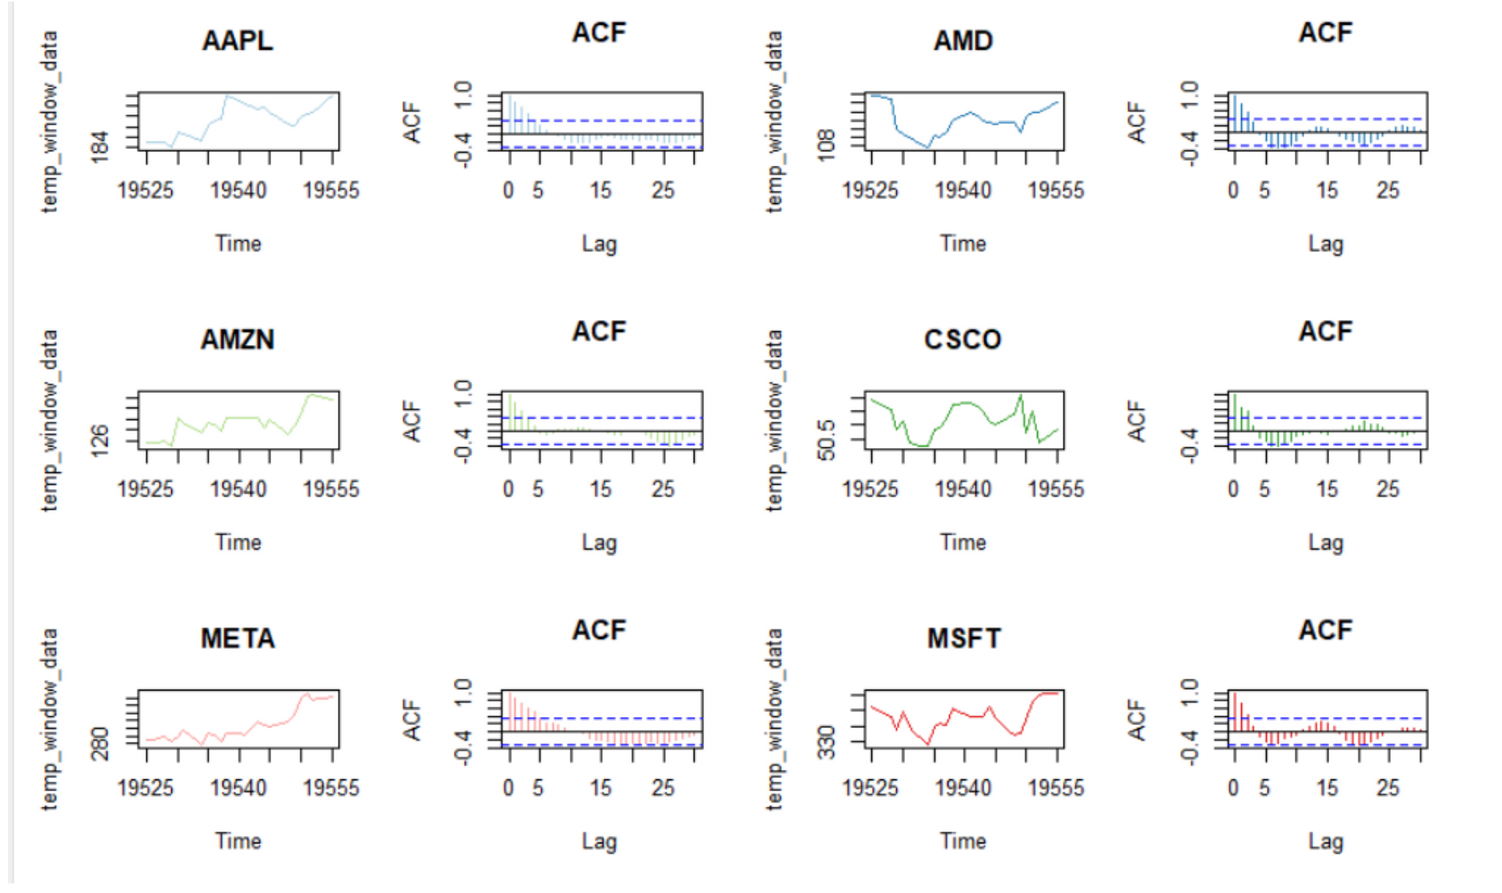 AAPL
ACF
AMD
ACF
temp_window_data
184
ACF
1.0
-0.4
temp_window_data
108
ACF
1.0
-0.4
19525 19540 19555
0 5 15 25
19525 19540 19555
0 5 15 25
Time
Lag
Time
Lag
AMZN
ACF
CSCO
ACF
temp_window_data
126
ACF
1.0
-0.4
temp_window_data
50.5
ACF
-0.4
19525 19540 19555
0 5 15 25
19525 19540 19555
0 5 15 25
Time
Lag
Time
Lag
META
ACF
MSFT
ACF
temp_window_data
280
ACF
1.0
-0.4
temp_window_data
330
ACF
1.0
-0.4
19525 19540 19555
0 5 15 25
19525 19540 19555
0 5 15 25
Time
Lag
Time
Lag